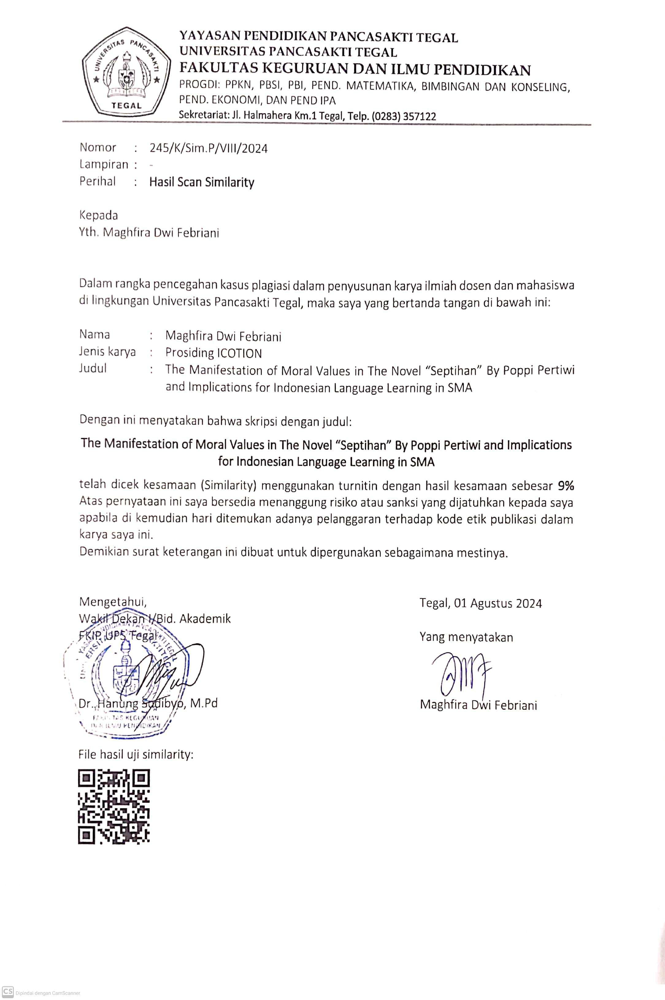 UNIVERSITAS PANCASAKTI
TEGAL
YAYASAN PENDIDIKAN PANCASAKTI TEGAL
UNIVERSITAS PANCASAKTI TEGAL
FAKULTAS KEGURUAN DAN ILMU PENDIDIKAN
PROGDI: PPKN, PBSI, PBI, PEND. MATEMATIKA, BIMBINGAN DAN KONSELING,
PEND. EKONOMI, DAN PEND IPA
Sekretariat: Jl. Halmahera Km.1 Tegal, Telp. (0283) 357122
Nomor : 245/K/Sim.P/VIII/2024
Lampiran : -
Perihal : Hasil Scan Similarity
Kepada
Yth. Maghfira Dwi Febriani
Dalam rangka pencegahan kasus plagiasi dalam penyusunan karya ilmiah dosen dan mahasiswa
di lingkungan Universitas Pancasakti Tegal, maka saya yang bertanda tangan di bawah ini:
Nama : Maghfira Dwi Febriani
Jenis karya : Prosiding ICOTION
Judul : The Manifestation of Moral Values in The Novel “Septihan” By Poppi Pertiwi
and Implications for Indonesian Language Learning in SMA
Dengan ini menyatakan bahwa skripsi dengan judul:
The Manifestation of Moral Values in The Novel “Septihan” By Poppi Pertiwi and Implications
for Indonesian Language Learning in SMA
telah dicek kesamaan (Similarity) menggunakan turnitin dengan hasil kesamaan sebesar 9%
Atas pernyataan ini saya bersedia menanggung risiko atau sanksi yang dijatuhkan kepada saya
apabila di kemudian hari ditemukan adanya pelanggaran terhadap kode etik publikasi dalam
karya saya ini.
Demikian surat keterangan ini dibuat untuk dipergunakan sebagaimana mestinya.
Mengetahui,
Wakil Dekan I/Bid. Akademik
FKIP UPS Tegal
Tegal, 01 Agustus 2024
Yang menyatakan
Dr. Hanung Sudibyo, M.Pd
Maghfira Dwi Febriani
FAKULTAS KEGURUAN
DAN ILMU PENDIDIKAN
File hasil uji similarity:
CS Dipindai dengan CamScanner